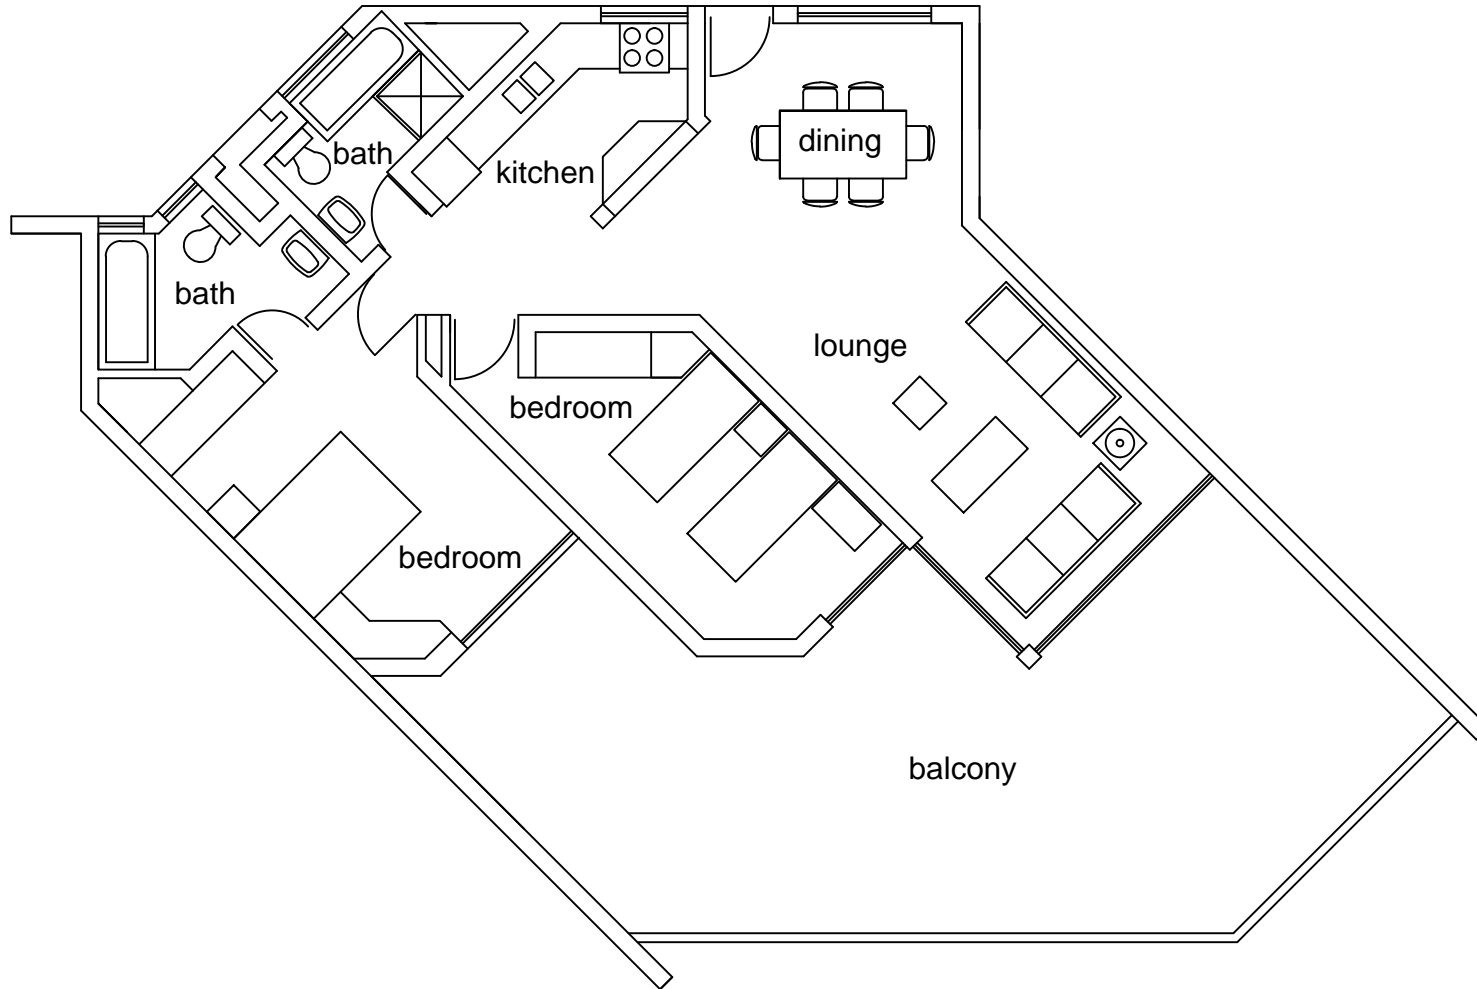 dining
bath
kitchen
bath
lounge
bedroom
bedroom
balcony